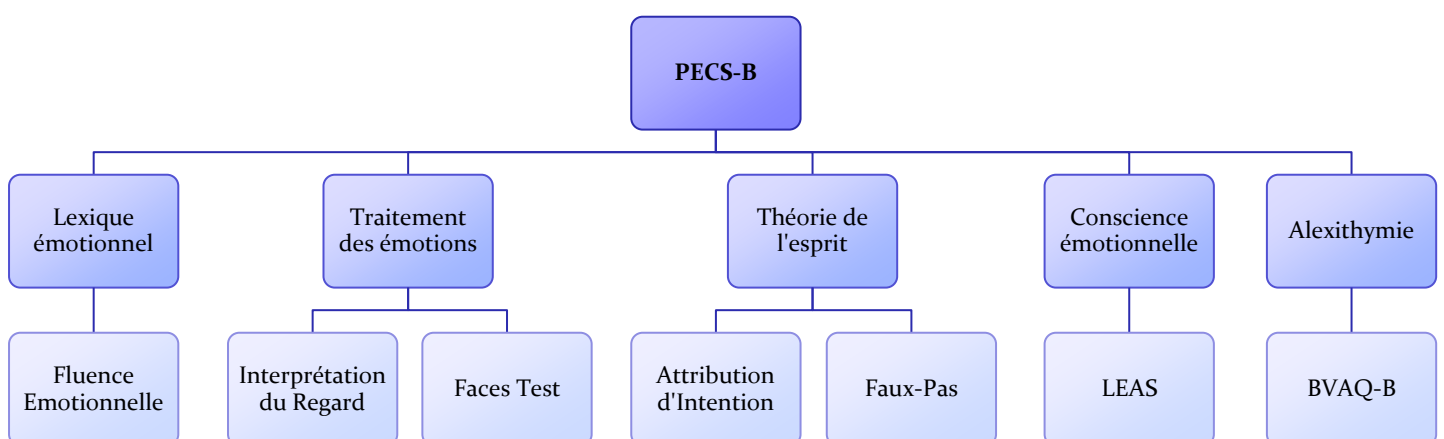 PECS-B
Lexique
émotionnel
Traitement
des émotions
Théorie de
l'esprit
Conscience
émotionnelle
Alexithymie
Fluence
Emotionnelle
Interprétation
du Regard
Faces Test
Attribution
d'Intention
Faux-Pas
LEAS
BVAQ-B